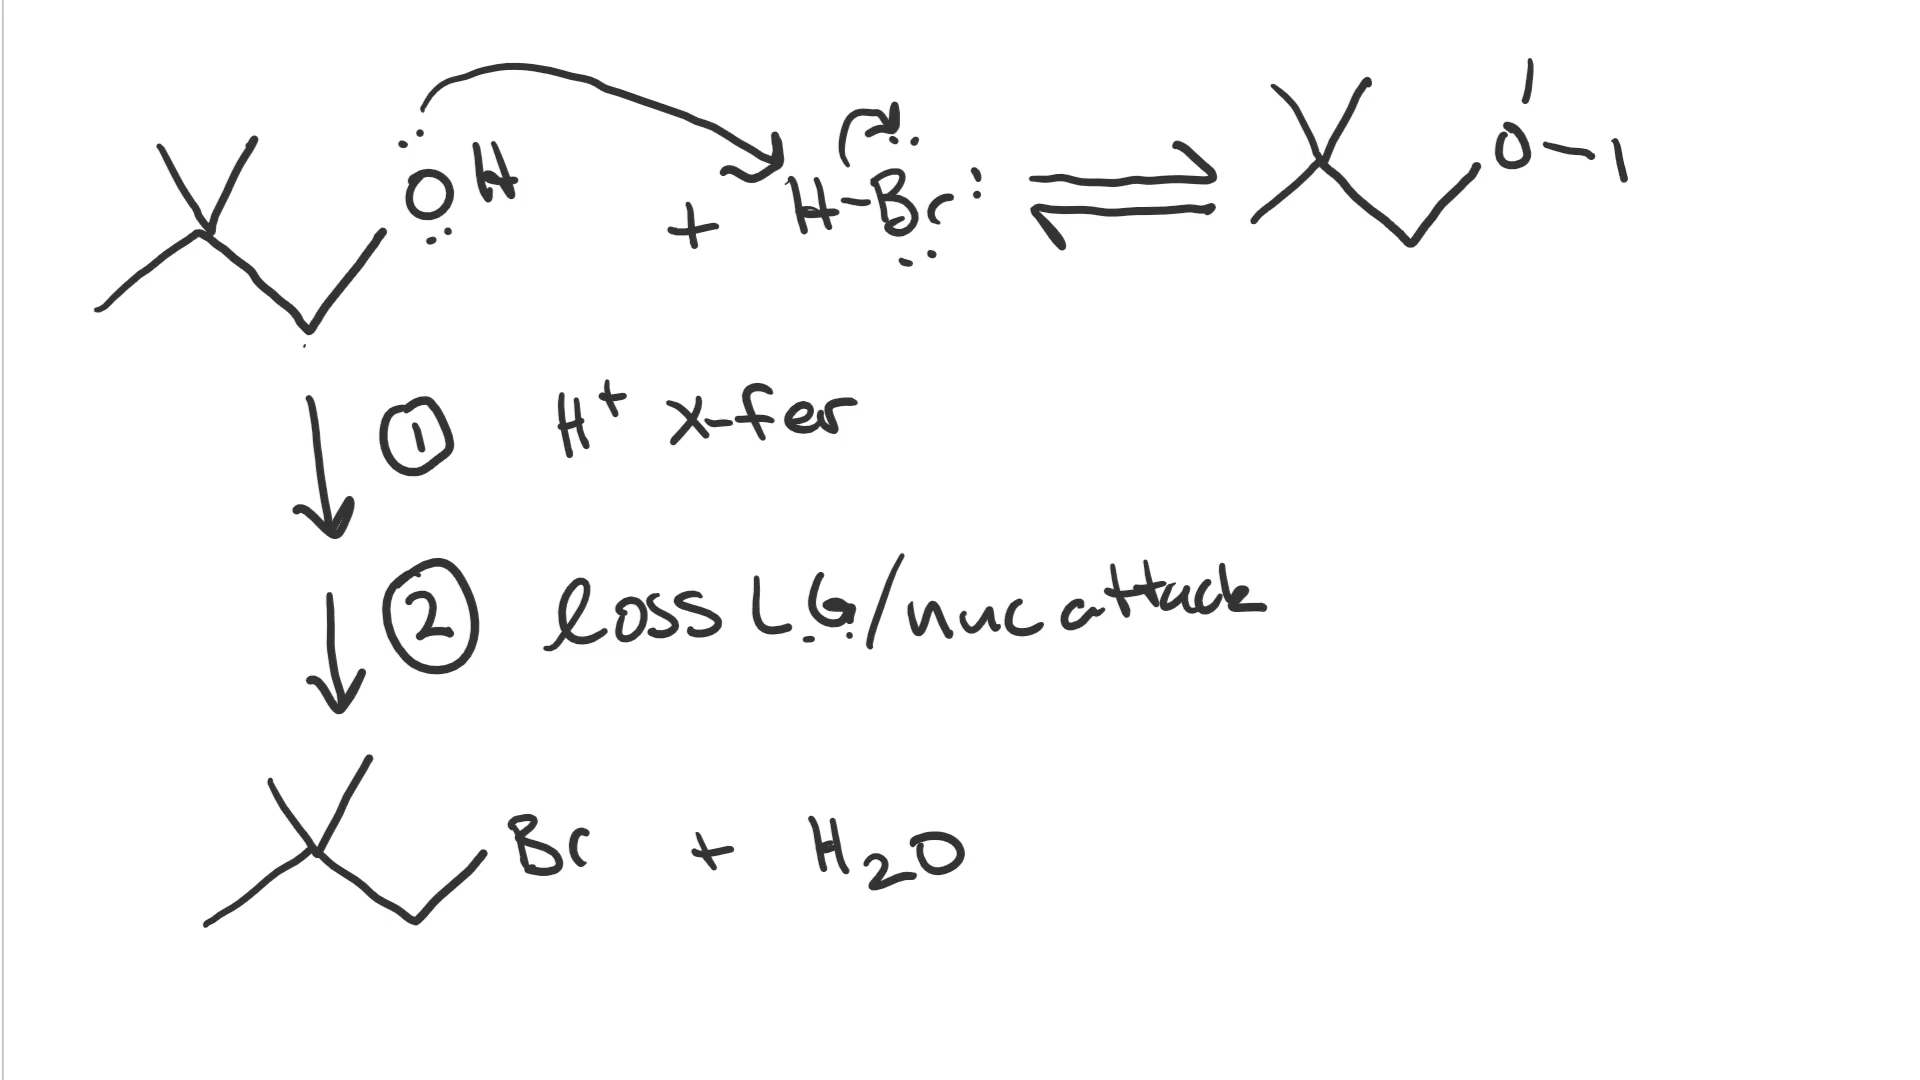 OH + H-Br: ⇌ O-
① H⁺ x-fer
② loss LG/nuc attack
Br + H₂O